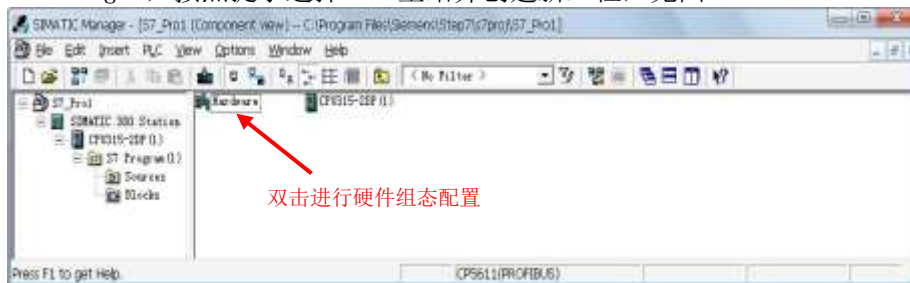 SIMATIC Manager - [S7_Pro1 (Component view) -- C:\Program Files\Siemens\Step7\s7proj\S7_Pro1]
File Edit Insert PLC View Options Window Help
< No Filter >
S7_Pro1
SIMATIC 300 Station
CPU315-2DP(1)
S7 Program(1)
Sources
Blocks
Hardware
CPU315-2DP(1)
双击进行硬件组态配置
Press F1 to get Help.
CP5611(PROFIBUS)